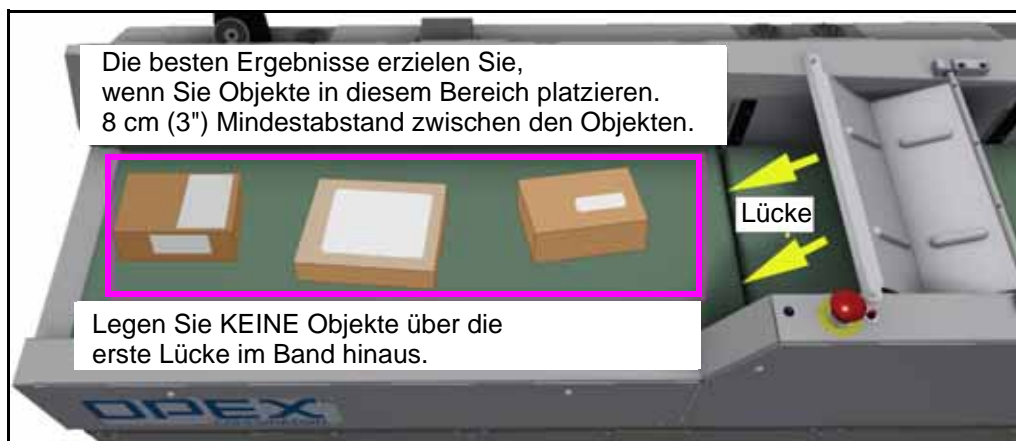 Die besten Ergebnisse erzielen Sie,
wenn Sie Objekte in diesem Bereich platzieren.
8 cm (3") Mindestabstand zwischen den Objekten.
Lücke
Legen Sie KEINE Objekte über die
erste Lücke im Band hinaus.
OPEX